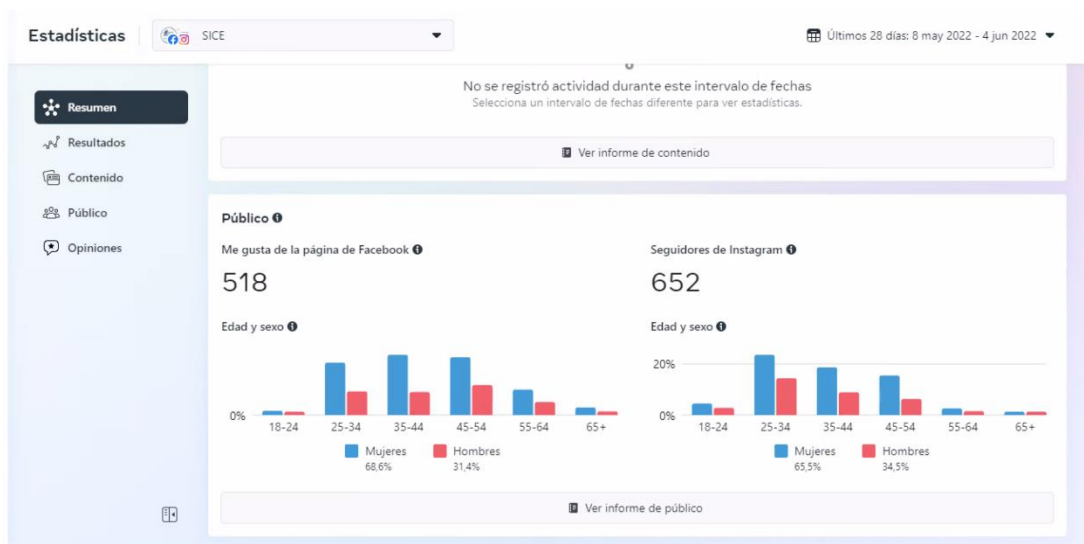 Estadísticas
SICE
Últimos 28 días: 8 may 2022 - 4 jun 2022
Resumen
Resultados
Contenido
Público
Opiniones
No se registró actividad durante este intervalo de fechas
Selecciona un intervalo de fechas diferente para ver estadísticas.
Ver informe de contenido
Público
Me gusta de la página de Facebook
518
Edad y sexo
0%
18-24 25-34 35-44 45-54 55-64 65+
Mujeres Hombres
68,6% 31,4%
Seguidores de Instagram
652
Edad y sexo
20%
0%
18-24 25-34 35-44 45-54 55-64 65+
Mujeres Hombres
65,5% 34,5%
Ver informe de público